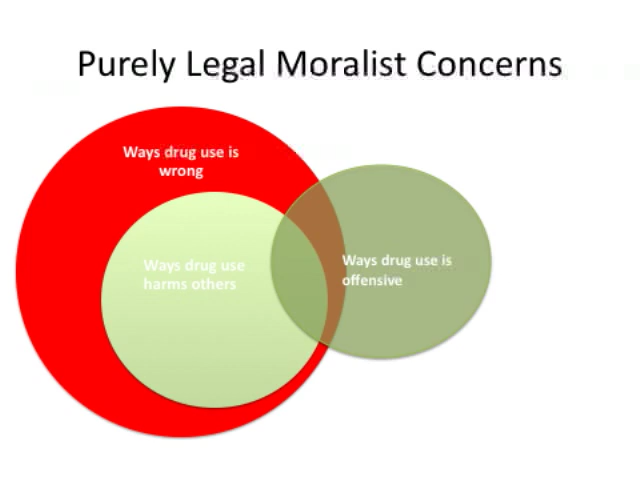 Purely Legal Moralist Concerns
Ways drug use is
wrong
Ways drug use
harms others
Ways drug use is
offensive